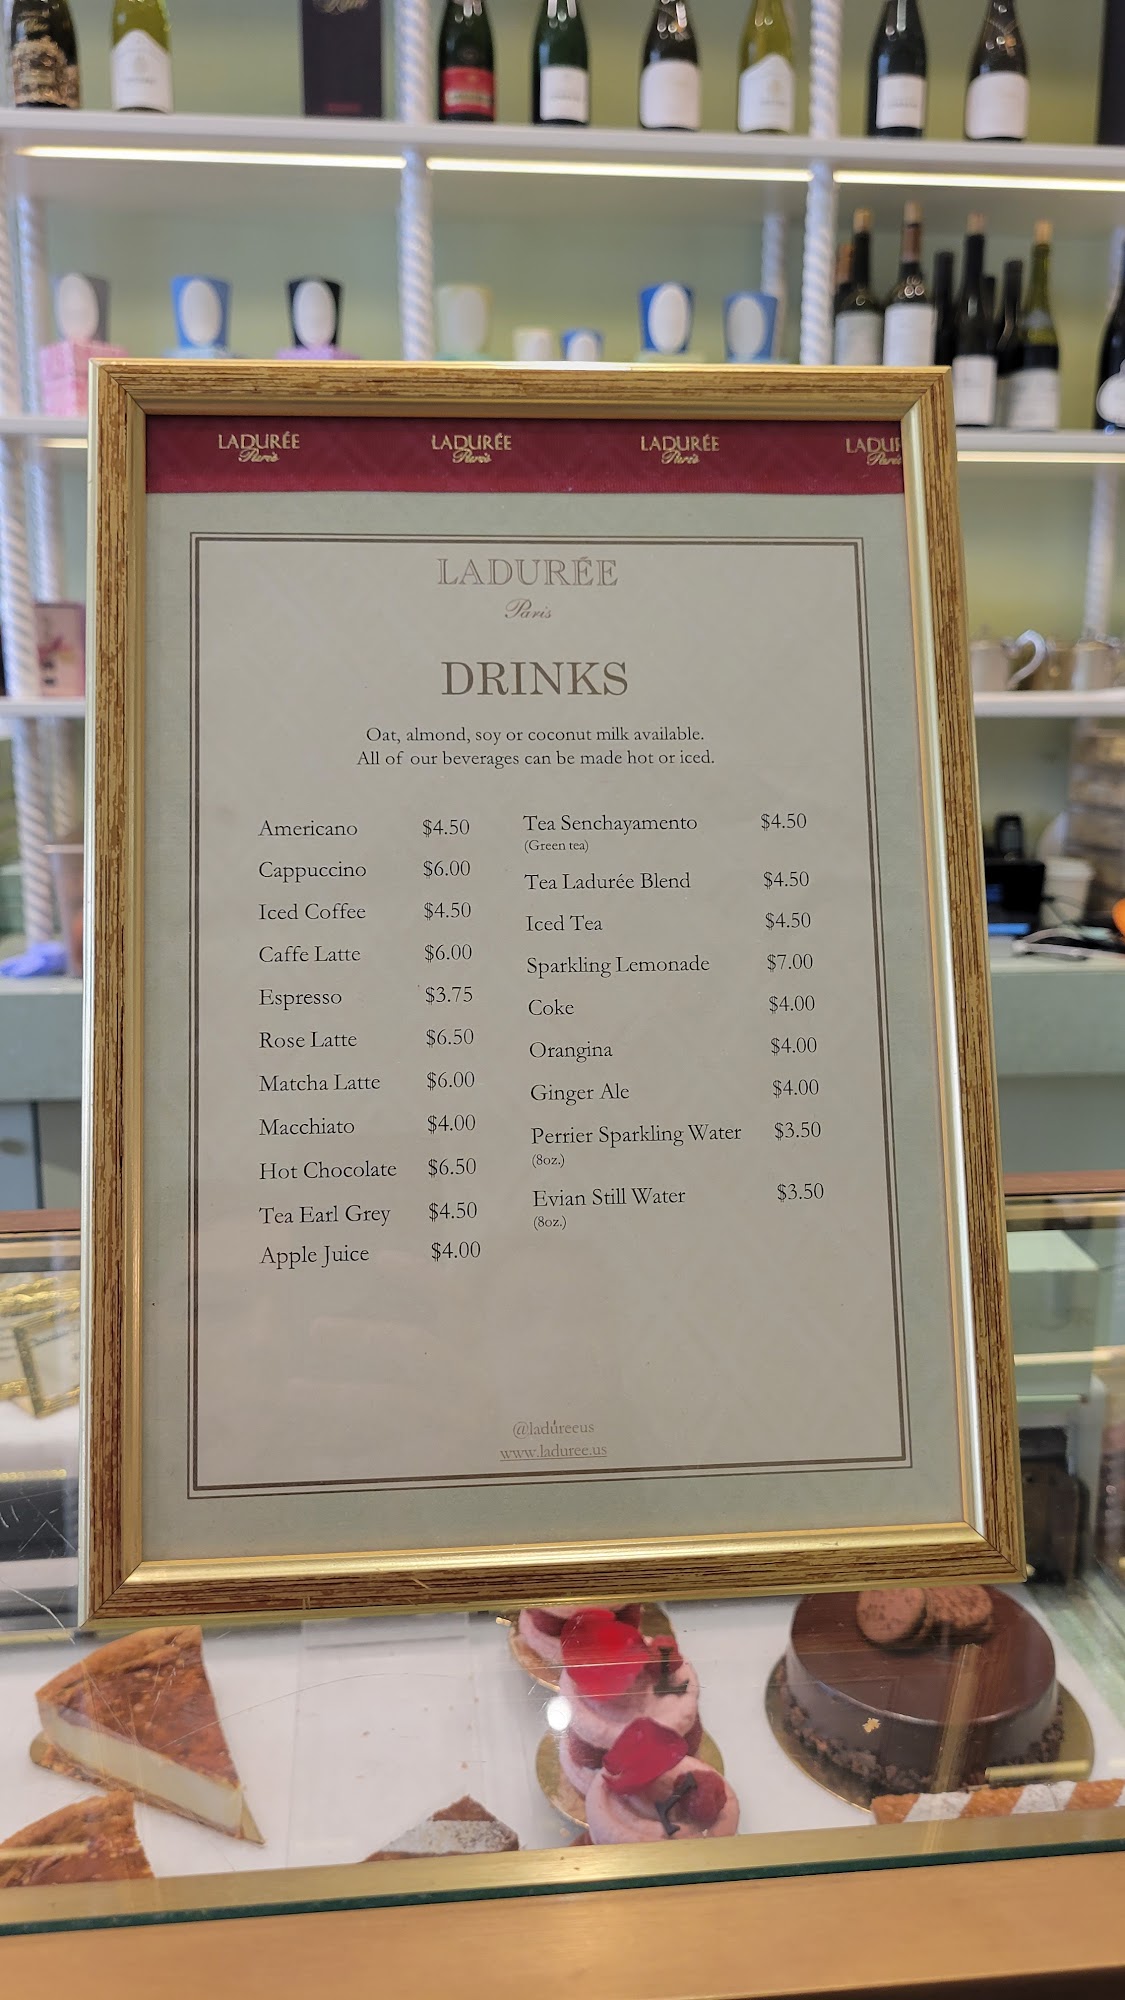 LADURÉE LADURÉE LADURÉE LADUR
Paris Paris Paris Paris
LADURÉE
Paris
DRINKS
Oat, almond, soy or coconut milk available.
All of our beverages can be made hot or iced.
Americano $4.50
Cappuccino $6.00
Iced Coffee $4.50
Caffe Latte $6.00
Espresso $3.75
Rose Latte $6.50
Matcha Latte $6.00
Macchiato $4.00
Hot Chocolate $6.50
Tea Earl Grey $4.50
Apple Juice $4.00
Tea Senchayamento $4.50
(Green tea)
Tea Ladurée Blend $4.50
Iced Tea $4.50
Sparkling Lemonade $7.00
Coke $4.00
Orangina $4.00
Ginger Ale $4.00
Perrier Sparkling Water $3.50
(8oz.)
Evian Still Water $3.50
(8oz.)
@ladureeus
www.laduree.us